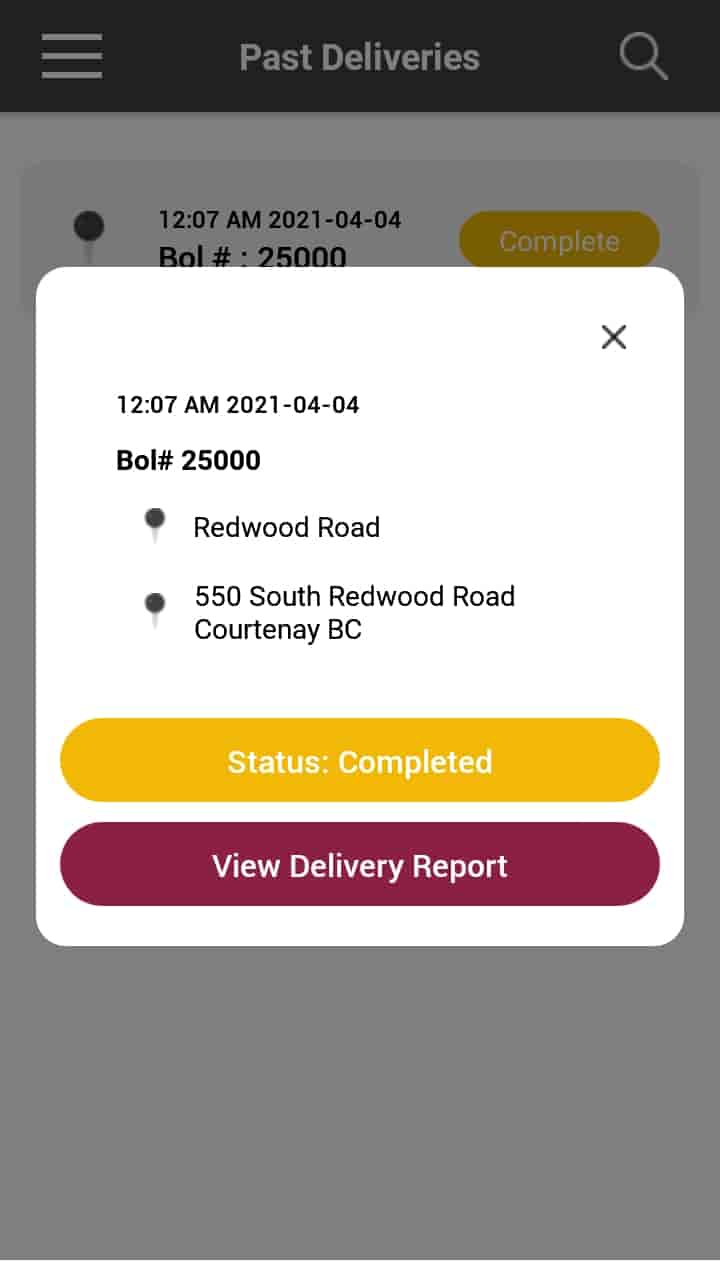 Past Deliveries
12:07 AM 2021-04-04
Bol # : 25000
Complete
12:07 AM 2021-04-04
Bol# 25000
Redwood Road
550 South Redwood Road
Courtenay BC
Status: Completed
View Delivery Report